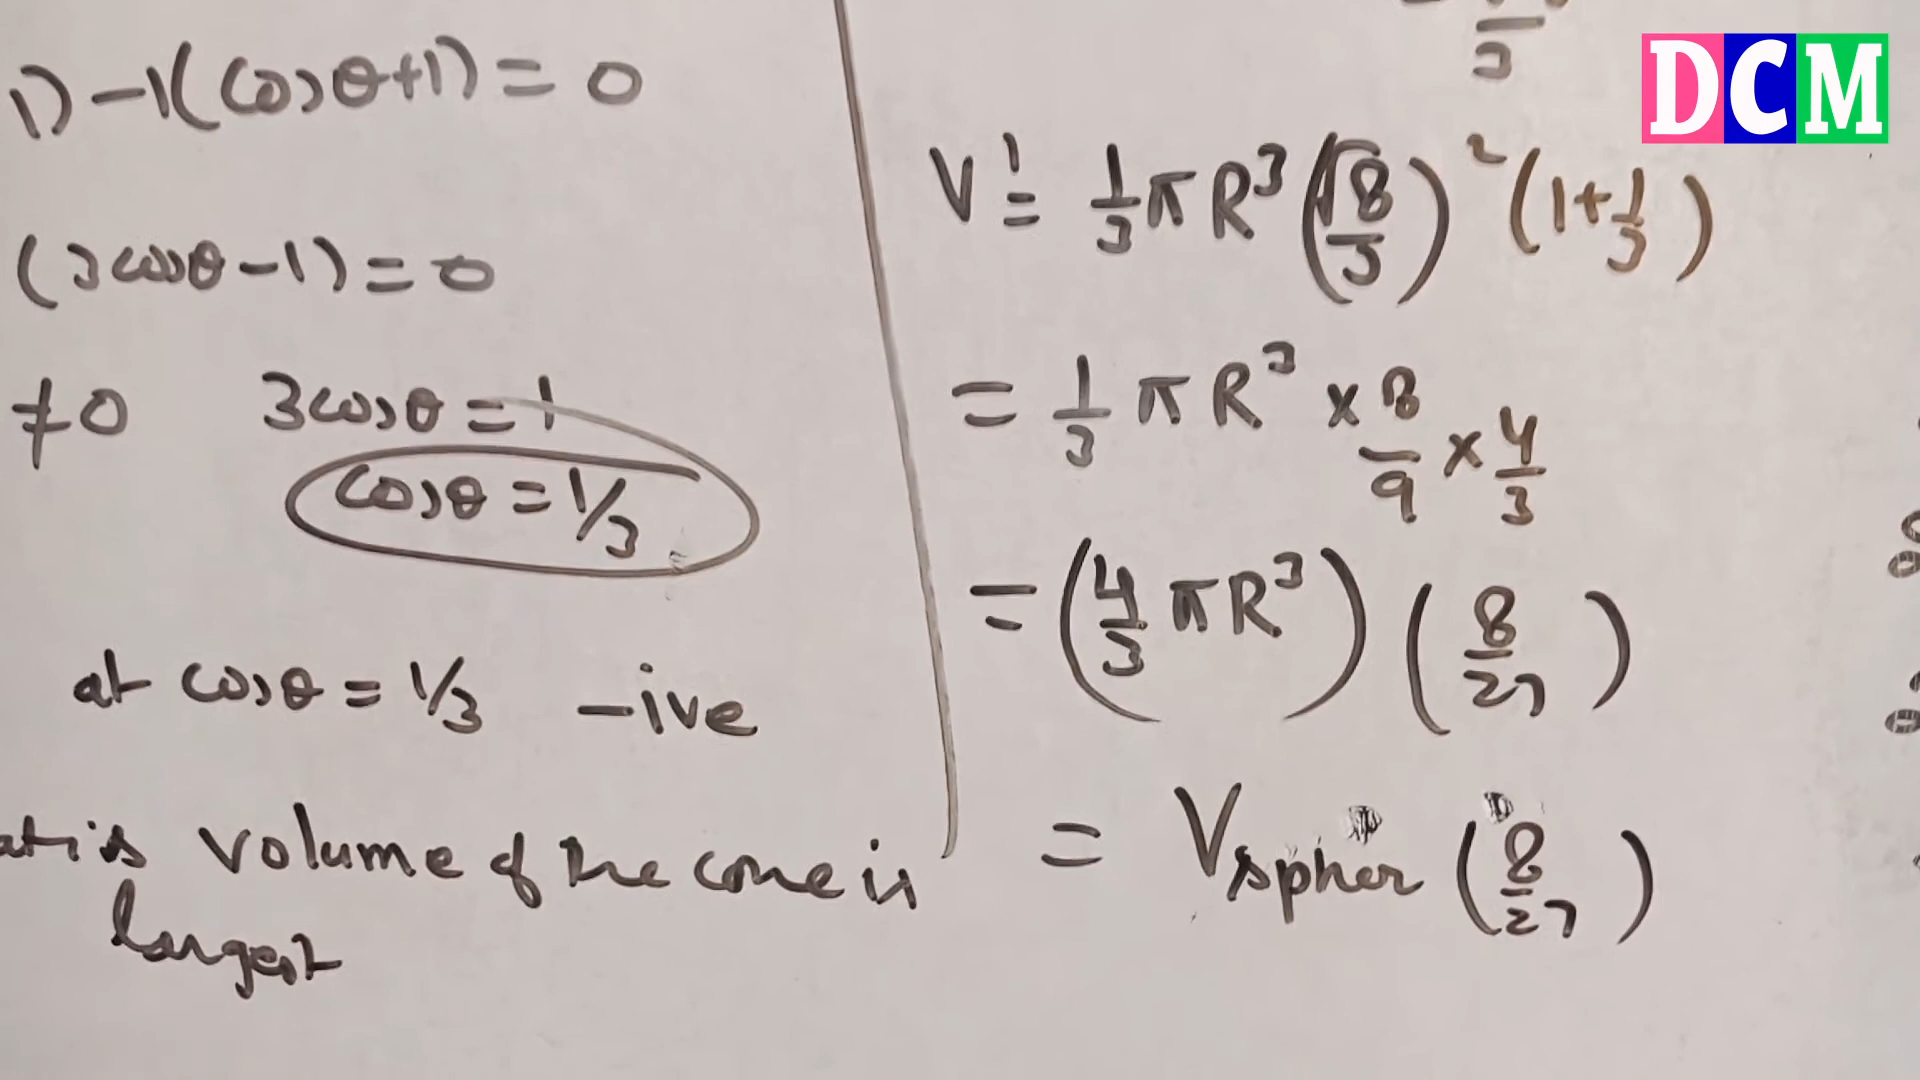 1) -1(cosθ+1) = 0
(3cosθ-1) = 0
≠0 3cosθ = 1
cosθ = 1/3
at cosθ = 1/3 -ive
volume of the cone is
largest
3
DCM
V' = 1/3 πR³ (√8/3)² (1+1/3)
= 1/3 πR³ × 8/9 × 4/3
= (4/3 πR³) (8/27)
= Vspher (8/27)